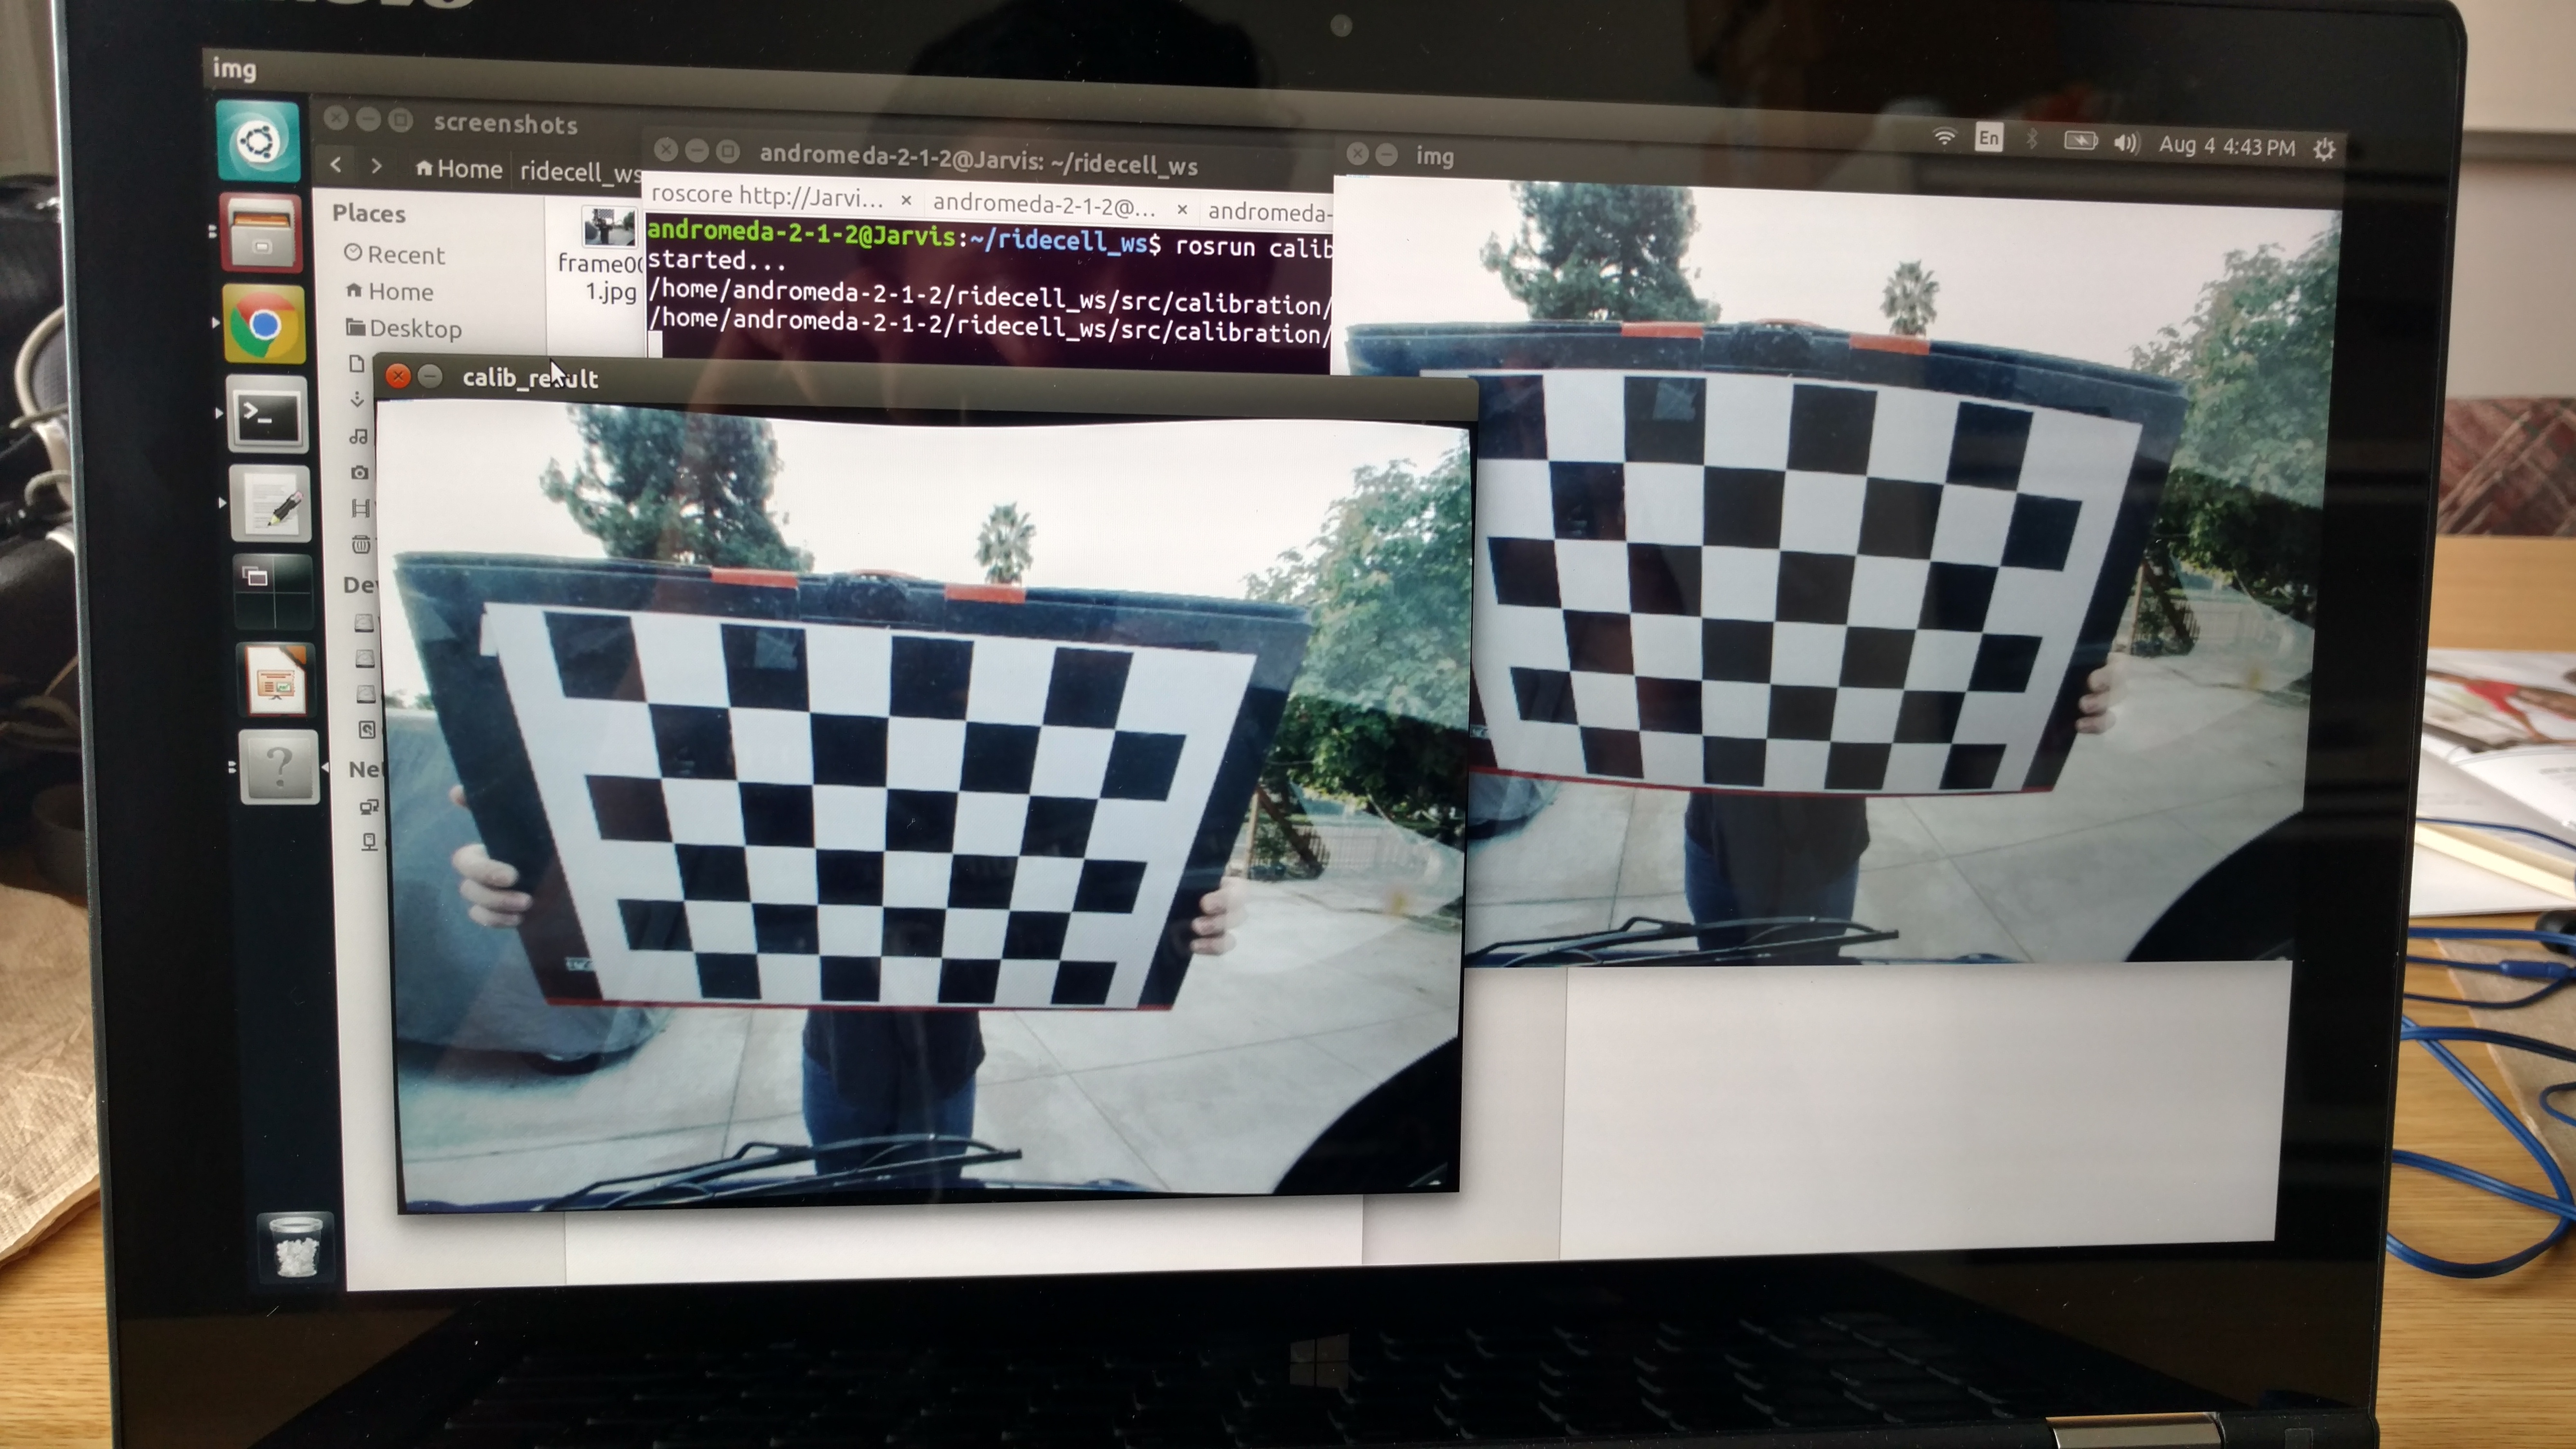 img
screenshots
Home
ridecell_ws
andromeda-2-1-2@Jarvis: ~/ridecell_ws
roscore http://Jarvi...
andromeda-2-1-2@...
andromeda-
andromeda-2-1-2@Jarvis:~/ridecell_ws$ rosrun calib
started...
/home/andromeda-2-1-2/ridecell_ws/src/calibration/
/home/andromeda-2-1-2/ridecell_ws/src/calibration/
img
En
Aug 4 4:43 PM
Places
Recent
Home
Desktop
De
Ne
frame00
1.jpg
calib_result